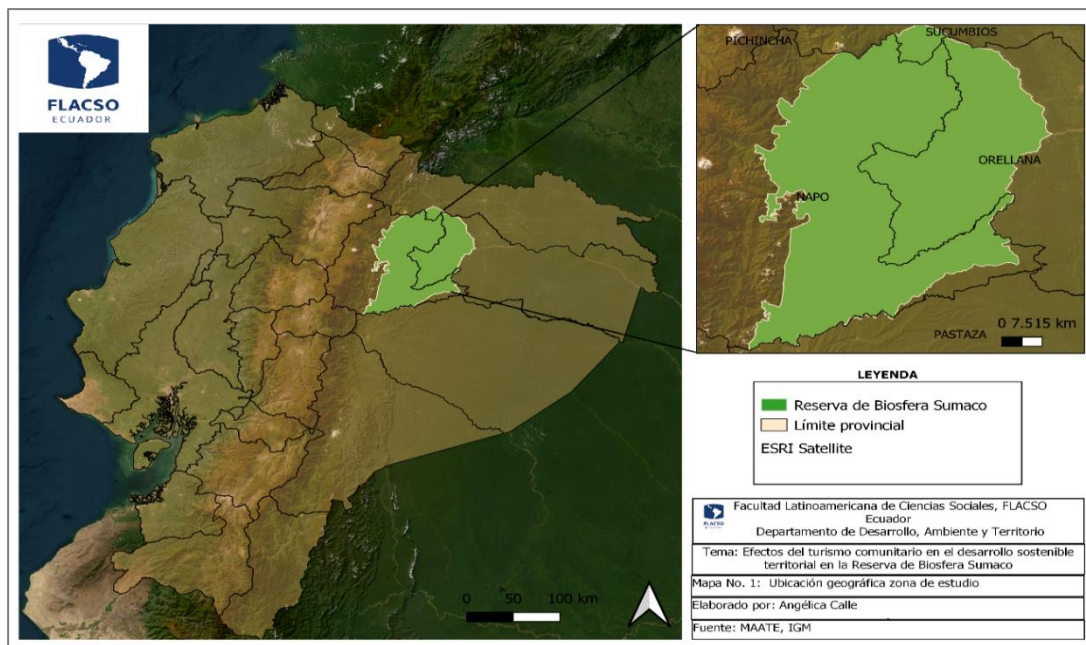 FLACSO
ECUADOR
0 50 100 km
PICHINCHA
SUCUMBIOS
ORELLANA
NAPO
PASTAZA
0 7.515 km
LEYENDA
Reserva de Biosfera Sumaco
Límite provincial
ESRI Satellite
FLACSO
Facultad Latinoamericana de Ciencias Sociales, FLACSO
Ecuador
Departamento de Desarrollo, Ambiente y Territorio
Tema: Efectos del turismo comunitario en el desarrollo sostenible
territorial en la Reserva de Biosfera Sumaco
Mapa No. 1: Ubicación geográfica zona de estudio
Elaborado por: Angélica Calle
Fuente: MAATE, IGM